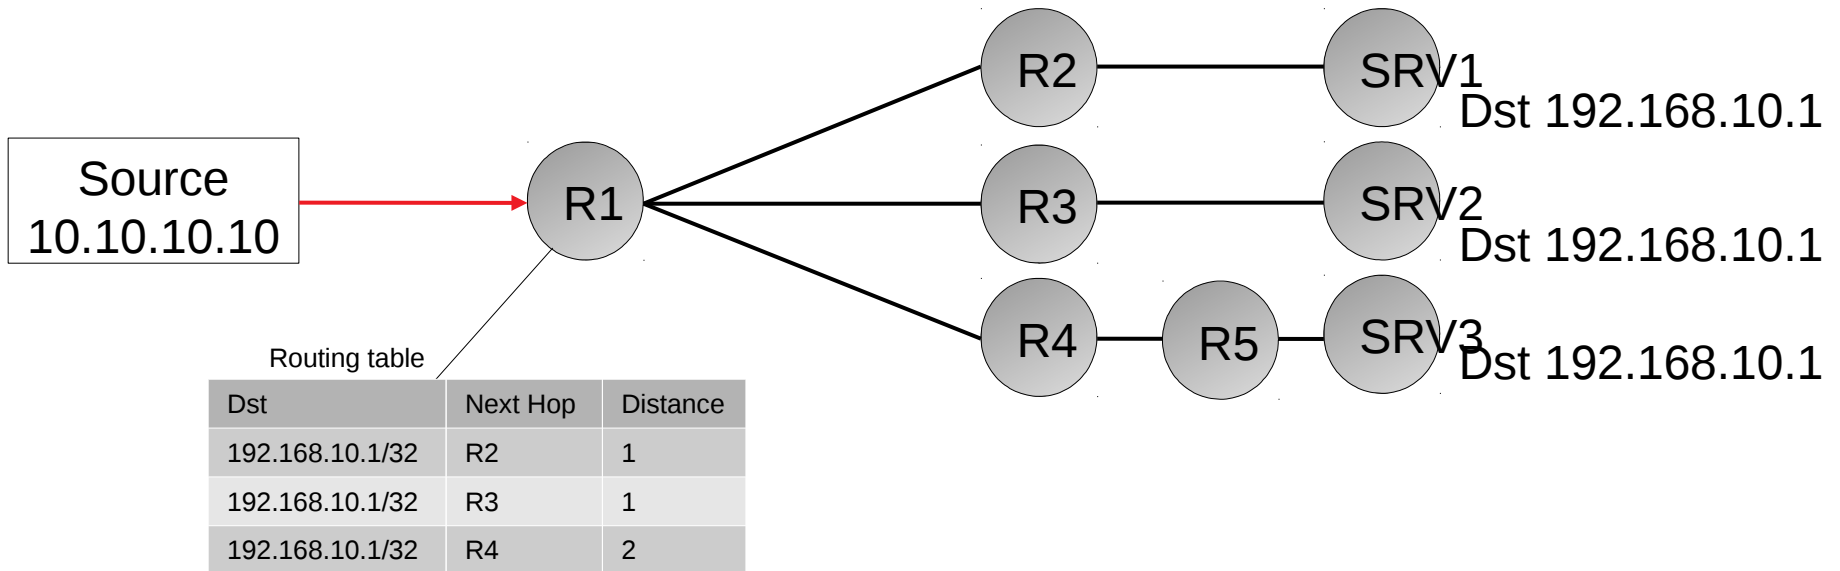 R2
SRV1
Dst 192.168.10.1
Source
10.10.10.10
R1
R3
SRV2
Dst 192.168.10.1
R4
R5
SRV3
Dst 192.168.10.1
Routing table
Dst Next Hop Distance
192.168.10.1/32 R2 1
192.168.10.1/32 R3 1
192.168.10.1/32 R4 2